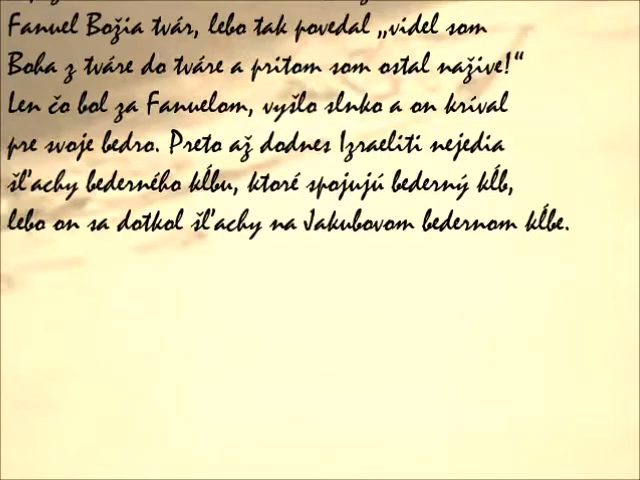 Fanuel Božia tvár, lebo tak povedal „videl som
Boha z tváre do tváre a pritom som ostal nažive!“
Len čo bol za Fanuelom, vyšlo slnko a on kríval
pre svoje bedro. Preto až dodnes Izraeliti nejedia
šľachy bederného kĺbu, ktoré spojujú bederný kĺb,
lebo on sa dotkol šľachy na Jakubovom bedernom kĺbe.